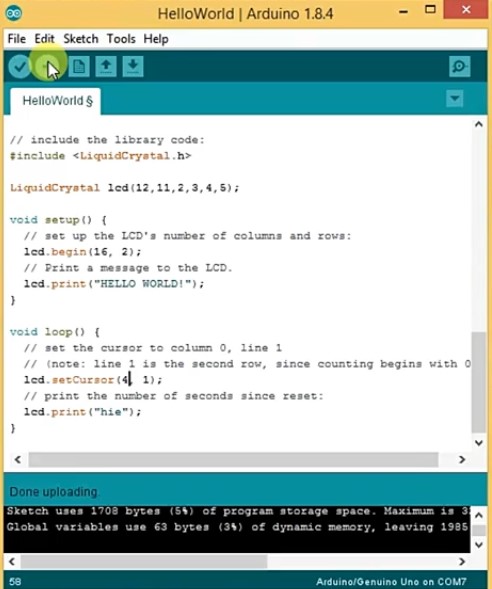 HelloWorld | Arduino 1.8.4
File Edit Sketch Tools Help
HelloWorld §
// include the library code:
#include <LiquidCrystal.h>
LiquidCrystal lcd(12,11,2,3,4,5);
void setup() {
// set up the LCD's number of columns and rows:
lcd.begin(16, 2);
// Print a message to the LCD.
lcd.print("HELLO WORLD!");
}
void loop() {
// set the cursor to column 0, line 1
// (note: line 1 is the second row, since counting begins with 0
lcd.setCursor(4, 1);
// print the number of seconds since reset:
lcd.print("hie");
}
Done uploading.
Sketch uses 1708 bytes (5%) of program storage space. Maximum is 3
Global variables use 63 bytes (3%) of dynamic memory, leaving 1985
58
Arduino/Genuino Uno on COM7